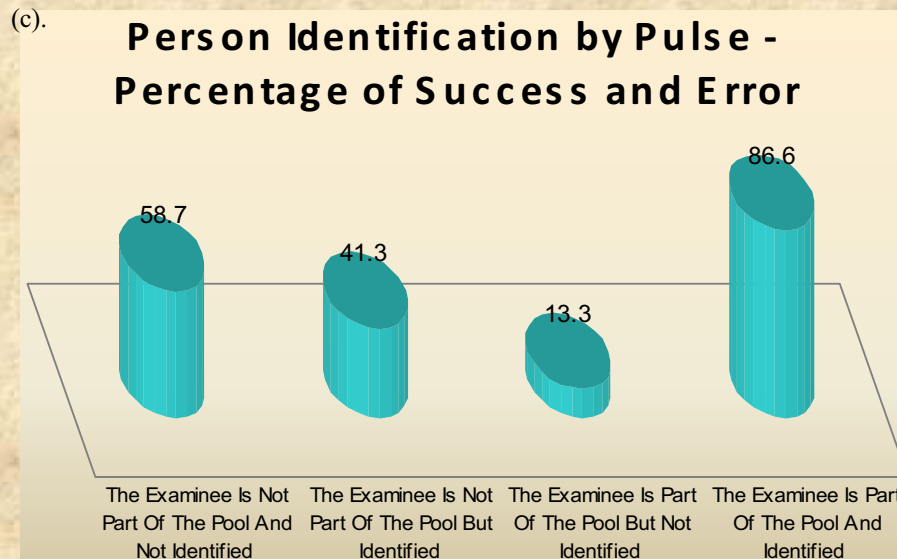 (c).
Person Identification by Pulse -
Percentage of Success and Error
58.7
41.3
13.3
86.6
The Examinee Is Not
Part Of The Pool And
Not Identified
The Examinee Is Not
Part Of The Pool But
Identified
The Examinee Is Part
Of The Pool But Not
Identified
The Examinee Is Part
Of The Pool And
Identified